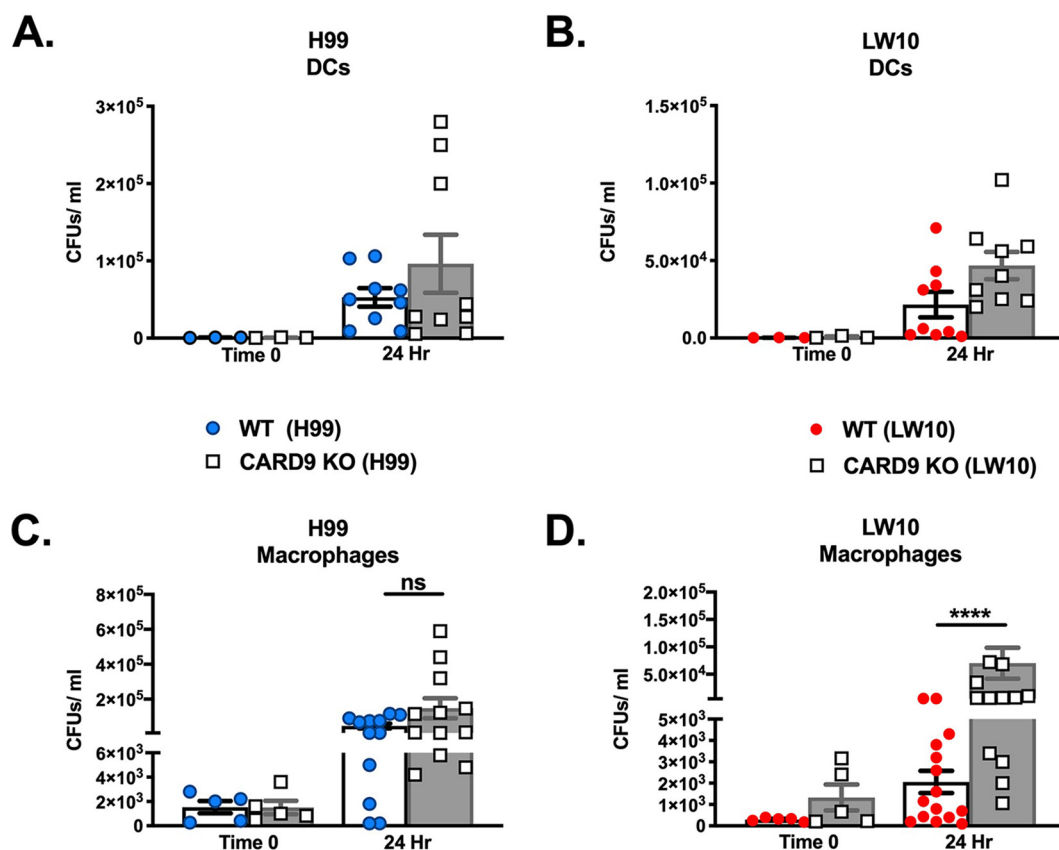 A.
H99
DCs
CFUs/ ml
3×10⁵
2×10⁵
1×10⁵
0
Time 0
24 Hr
WT (H99)
CARD9 KO (H99)
B.
LW10
DCs
CFUs/ ml
1.5×10⁵
1.0×10⁵
5.0×10⁴
0.0
Time 0
24 Hr
WT (LW10)
CARD9 KO (LW10)
C.
H99
Macrophages
ns
CFUs/ ml
8×10⁵
6×10⁵
4×10⁵
2×10⁵
6×10³
4×10³
2×10³
0
Time 0
24 Hr
D.
LW10
Macrophages
****
CFUs/ ml
2.0×10⁵
1.5×10⁵
1.0×10⁵
5.0×10⁴
5×10³
4×10³
3×10³
2×10³
1×10³
0
Time 0
24 Hr